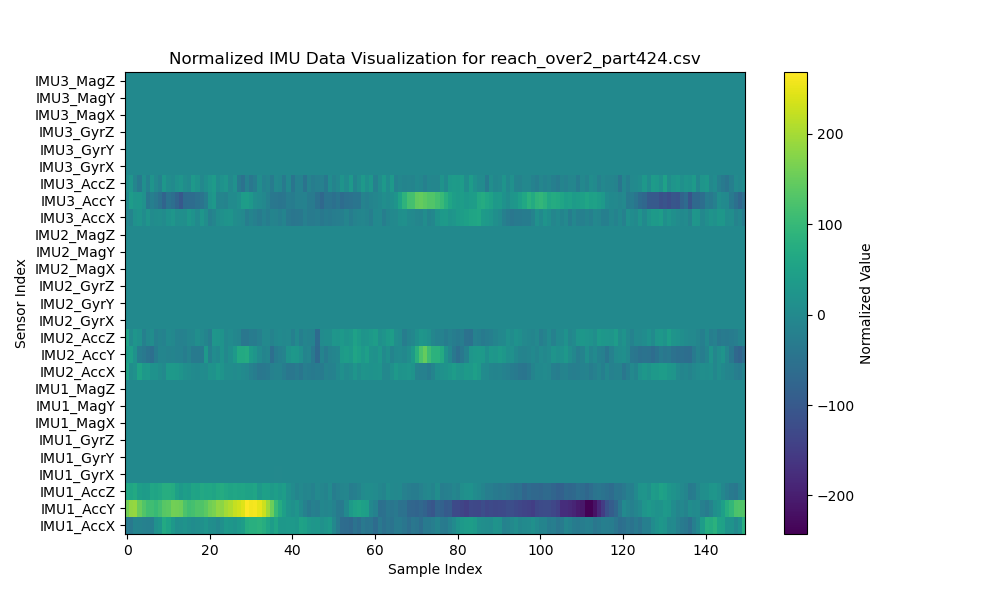 Normalized IMU Data Visualization for reach_over2_part424.csv
IMU3_MagZ
IMU3_MagY
IMU3_MagX
IMU3_GyrZ
IMU3_GyrY
IMU3_GyrX
IMU3_AccZ
IMU3_AccY
IMU3_AccX
IMU2_MagZ
IMU2_MagY
IMU2_MagX
IMU2_GyrZ
IMU2_GyrY
IMU2_GyrX
IMU2_AccZ
IMU2_AccY
IMU2_AccX
IMU1_MagZ
IMU1_MagY
IMU1_MagX
IMU1_GyrZ
IMU1_GyrY
IMU1_GyrX
IMU1_AccZ
IMU1_AccY
IMU1_AccX
Sensor Index
0 20 40 60 80 100 120 140
Sample Index
200
100
0
−100
−200
Normalized Value